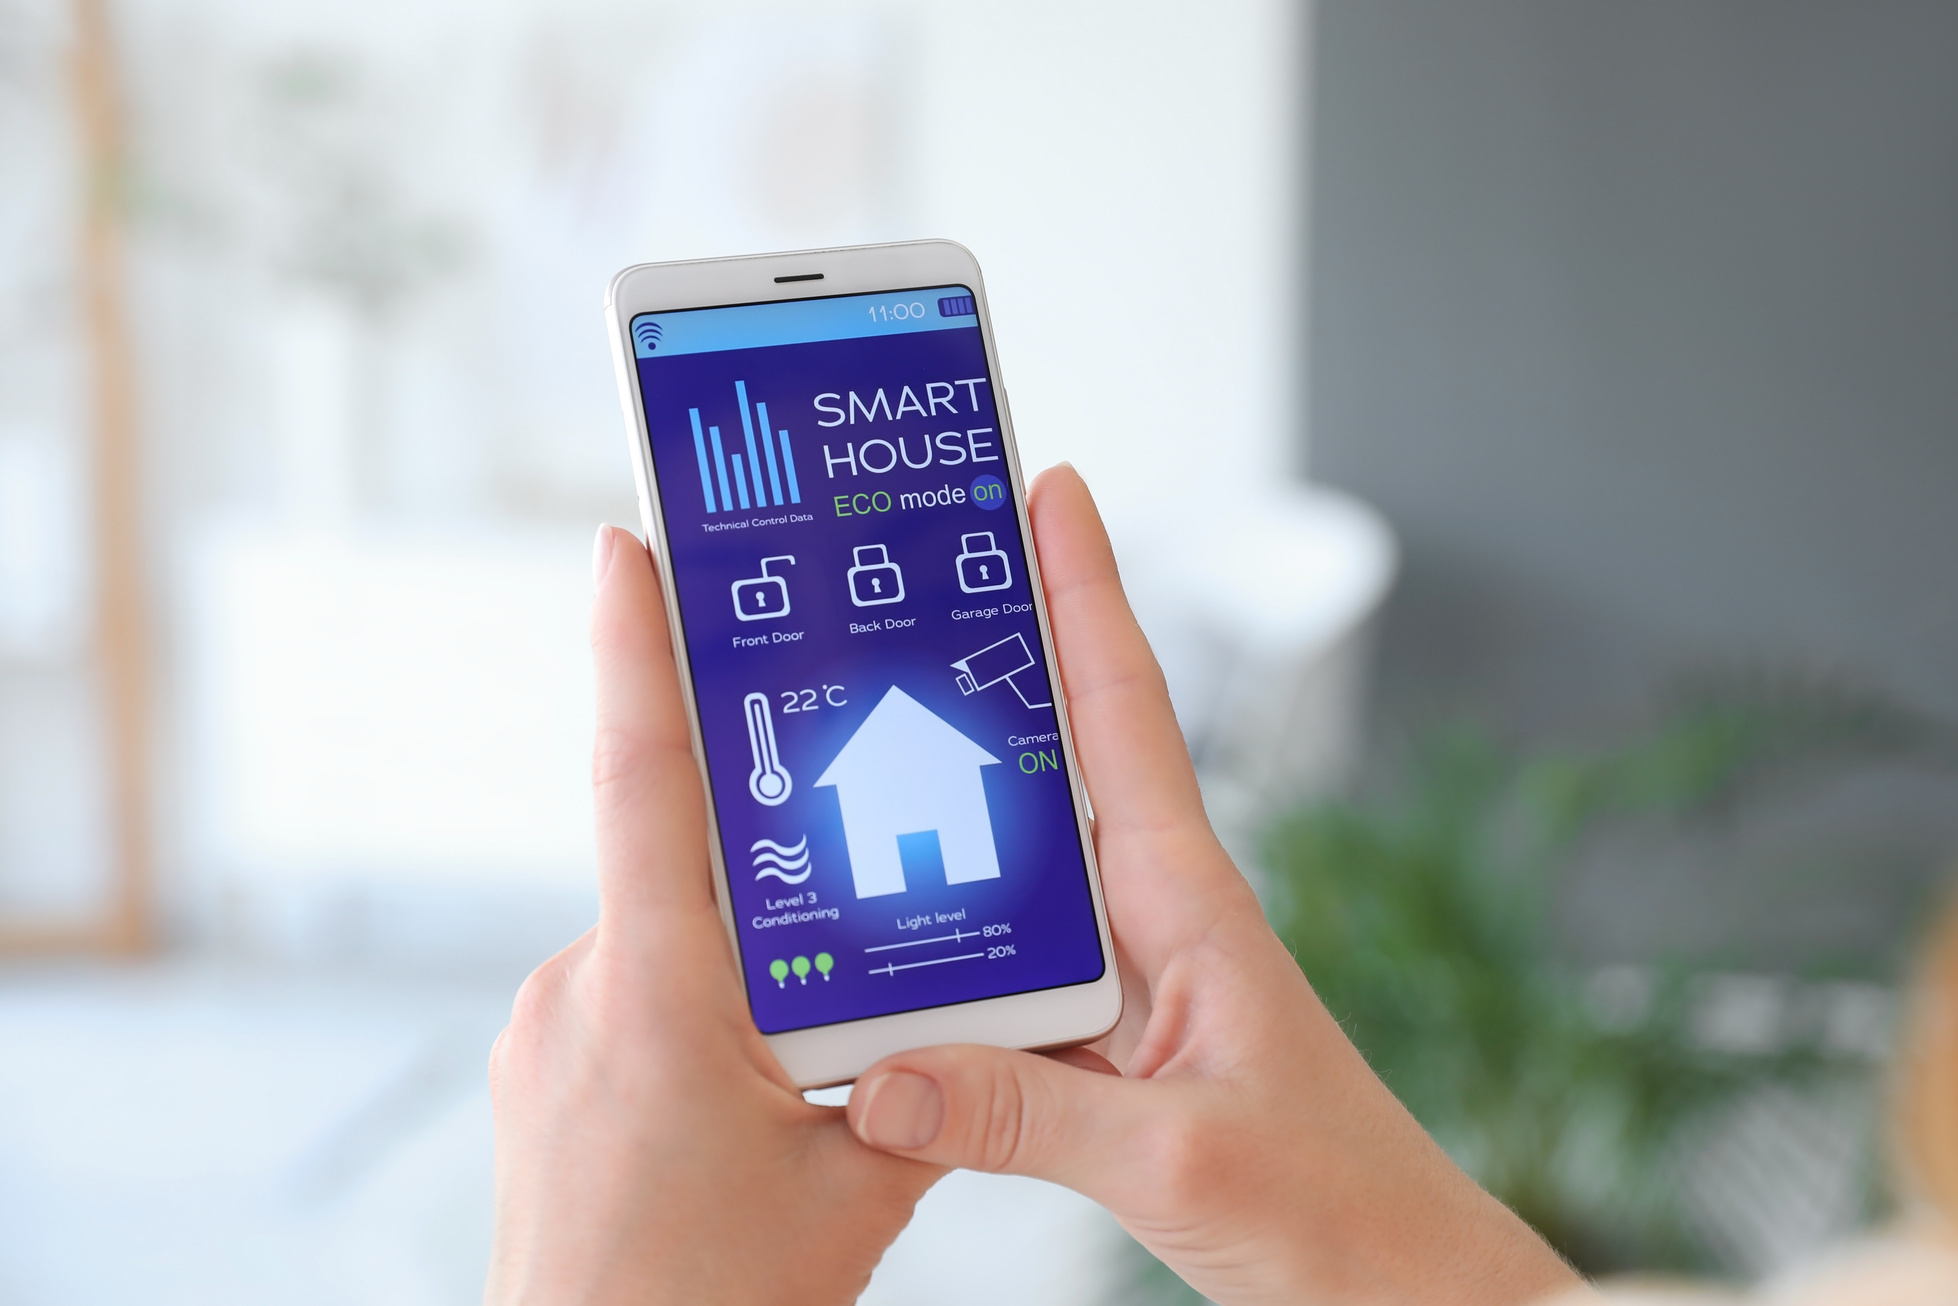 11:00
SMART
HOUSE
ECO mode on
Technical Control Data
Front Door
Back Door
Garage Door
22°C
Camera
ON
Level 3
Conditioning
Light level
80%
20%